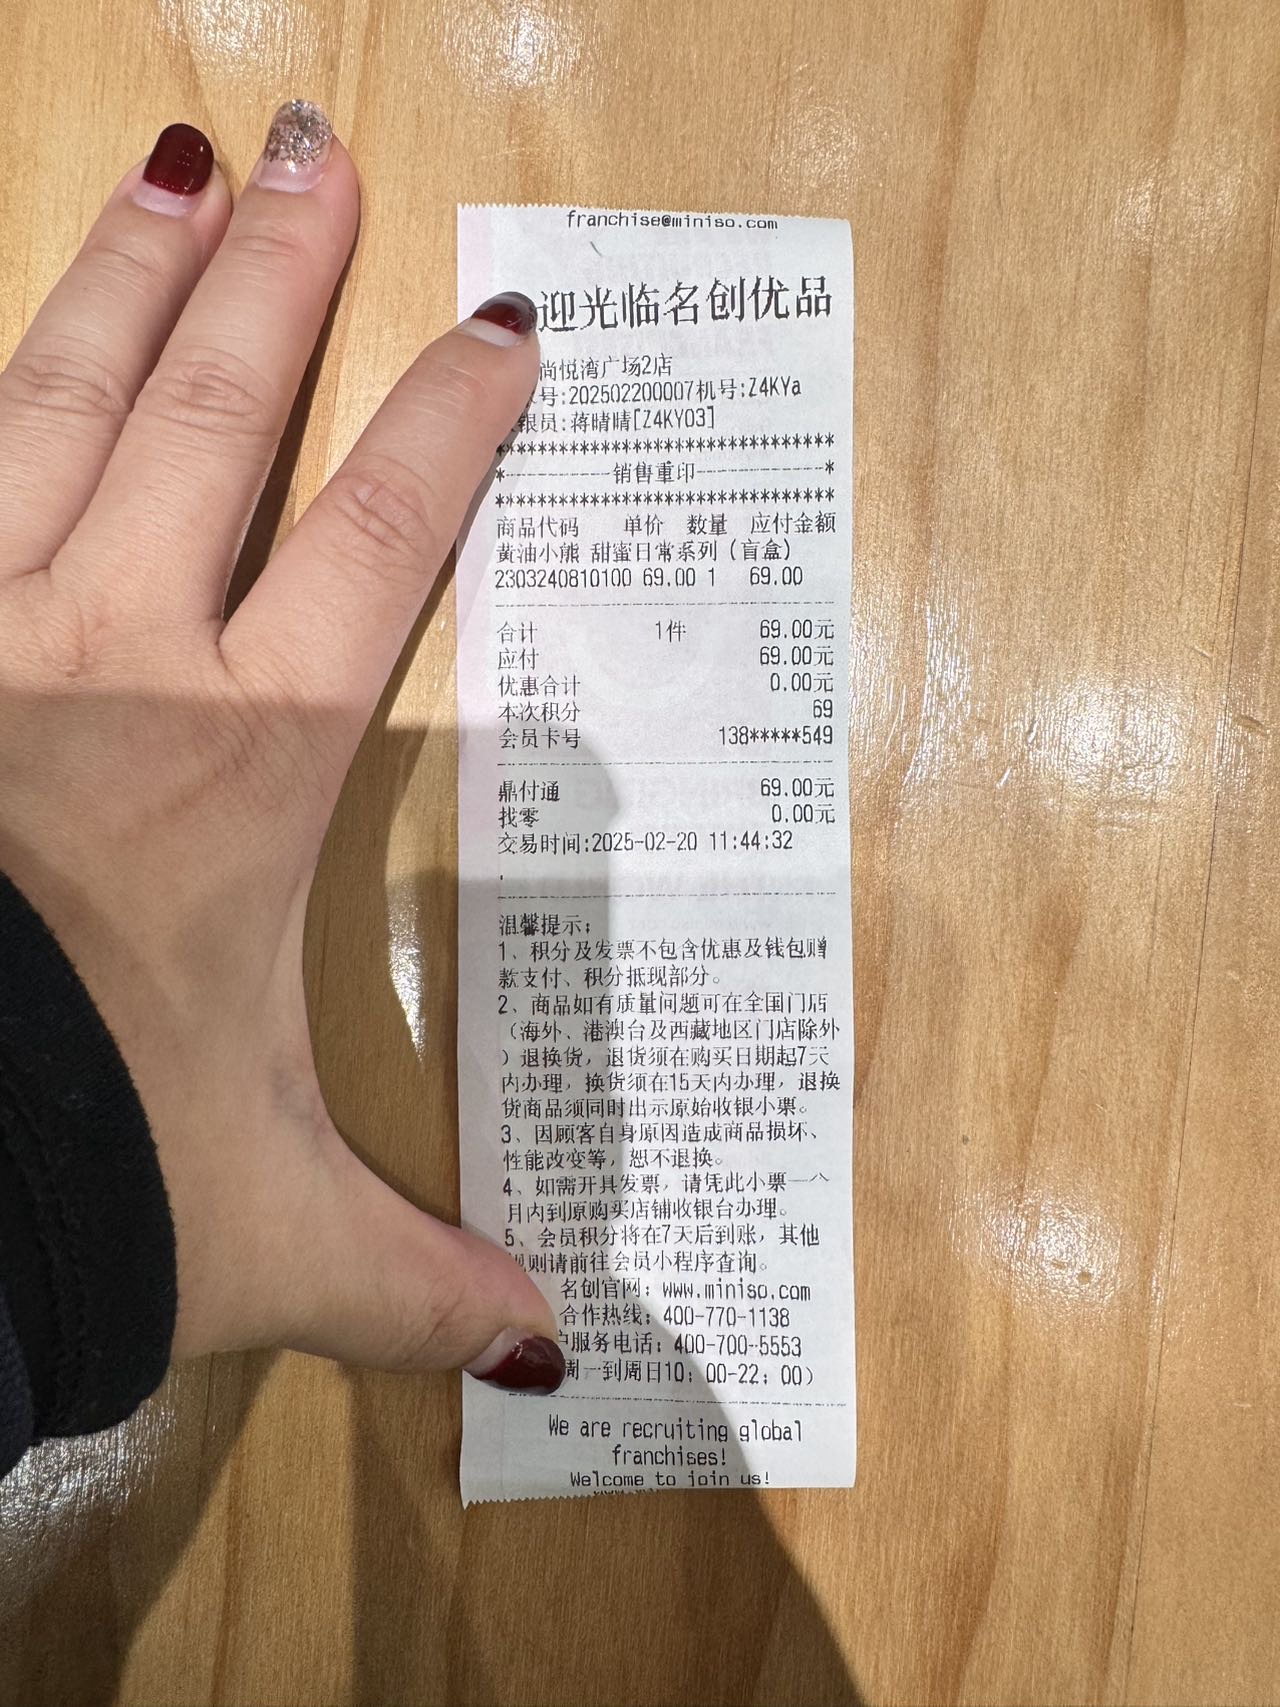 franchise@miniso.com
迎光临名创优品
尚悦湾广场2店
号:202502200007机号:Z4KYa
银员:蒋晴晴[Z4KY03]
*********************************
*----------销售重印------------*
*********************************
商品代码 单价 数量 应付金额
黄油小熊 甜蜜日常系列（盲盒）
2303240810100 69.00 1 69.00
合计 1件 69.00元
应付 69.00元
优惠合计 0.00元
本次积分 69
会员卡号 138*****549
鼎付通 69.00元
找零 0.00元
交易时间:2025-02-20 11:44:32
.
温馨提示：
1、积分及发票不包含优惠及钱包赠
款支付、积分抵现部分。
2、商品如有质量问题可在全国门店
（海外、港澳台及西藏地区门店除外
）退换货，退货须在购买日期起7天
内办理，换货须在15天内办理，退换
货商品须同时出示原始收银小票。
3、因顾客自身原因造成商品损坏、
性能改变等，恕不退换。
4、如需开具发票，请凭此小票一个
月内到原购买店铺收银台办理。
5、会员积分将在7天后到账，其他
规则请前往会员小程序查询。
名创官网：www.miniso.com
合作热线：400-770-1138
户服务电话：400-700-5553
周一到周日10：00-22：00）
We are recruiting global
franchises!
Welcome to join us!